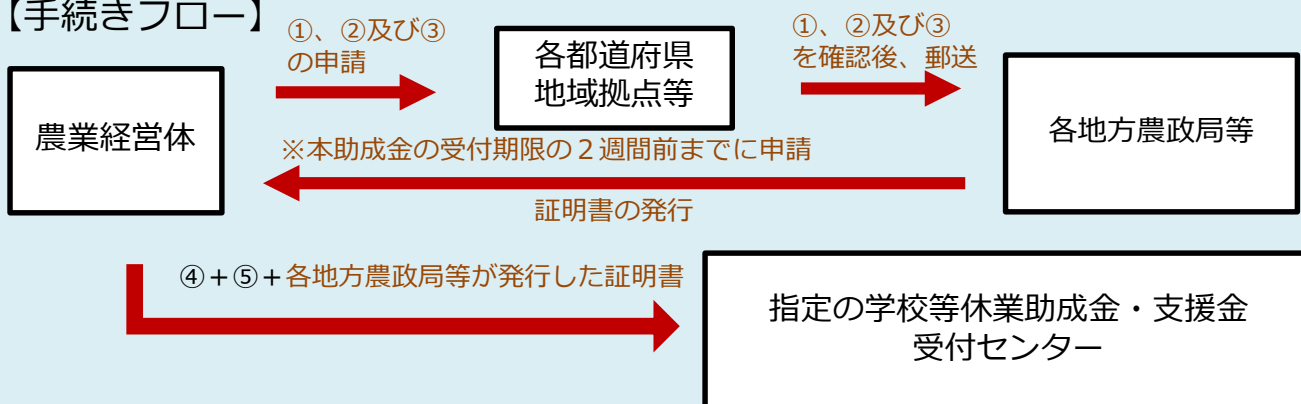 【手続きフロー】
①、②及び③
の申請
各都道府県
地域拠点等
①、②及び③
を確認後、郵送
農業経営体
各地方農政局等
※本助成金の受付期限の２週間前までに申請
証明書の発行
④+⑤+各地方農政局等が発行した証明書
指定の学校等休業助成金・支援金
受付センター